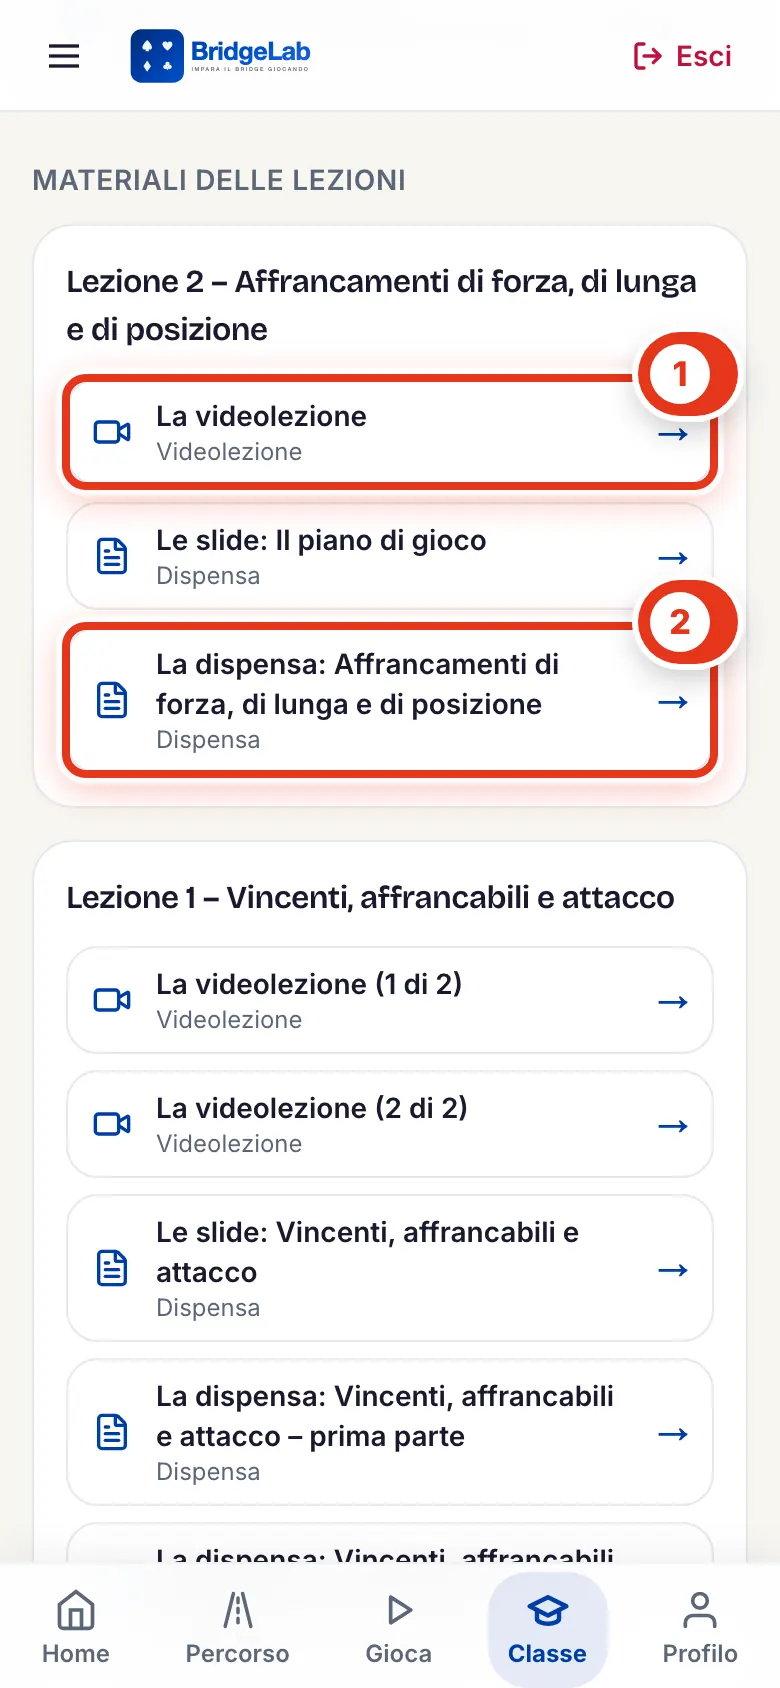 BridgeLab
IMPARA IL BRIDGE GIOCANDO
Esci
MATERIALI DELLE LEZIONI
Lezione 2 – Affrancamenti di forza, di lunga
e di posizione
1
La videolezione
Videolezione
Le slide: Il piano di gioco
Dispensa
2
La dispensa: Affrancamenti di
forza, di lunga e di posizione
Dispensa
Lezione 1 – Vincenti, affrancabili e attacco
La videolezione (1 di 2)
Videolezione
La videolezione (2 di 2)
Videolezione
Le slide: Vincenti, affrancabili e
attacco
Dispensa
La dispensa: Vincenti, affrancabili
e attacco – prima parte
Dispensa
La dispensa: Vincenti, affrancabili
Home
Percorso
Gioca
Classe
Profilo